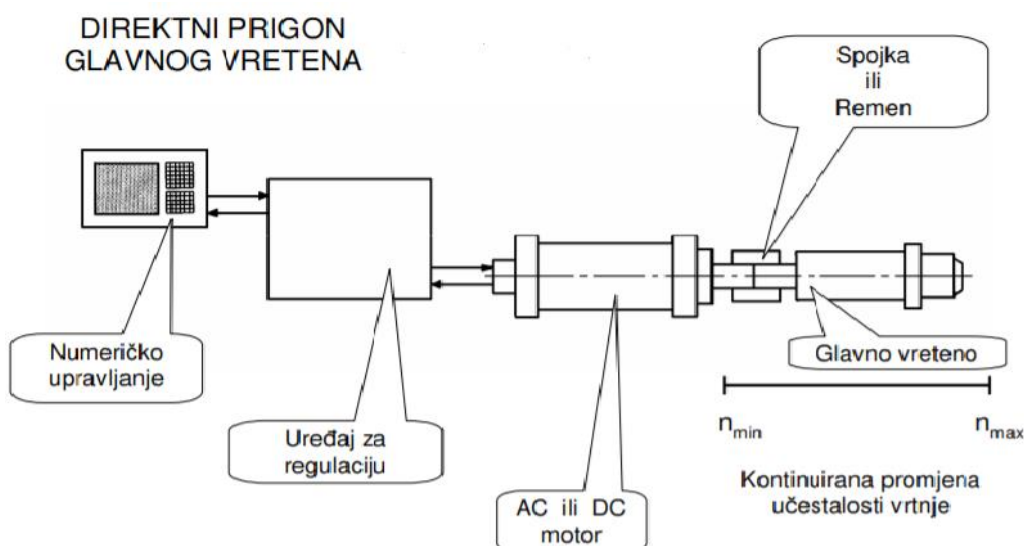 DIREKTNI PRIGON
GLAVNOG VRETENA
Spojka
ili
Remen
Numeričko
upravljanje
Uređaj za
regulaciju
AC ili DC
motor
Glavno vreteno
n_min
n_max
Kontinuirana promjena
učestalosti vrtnje